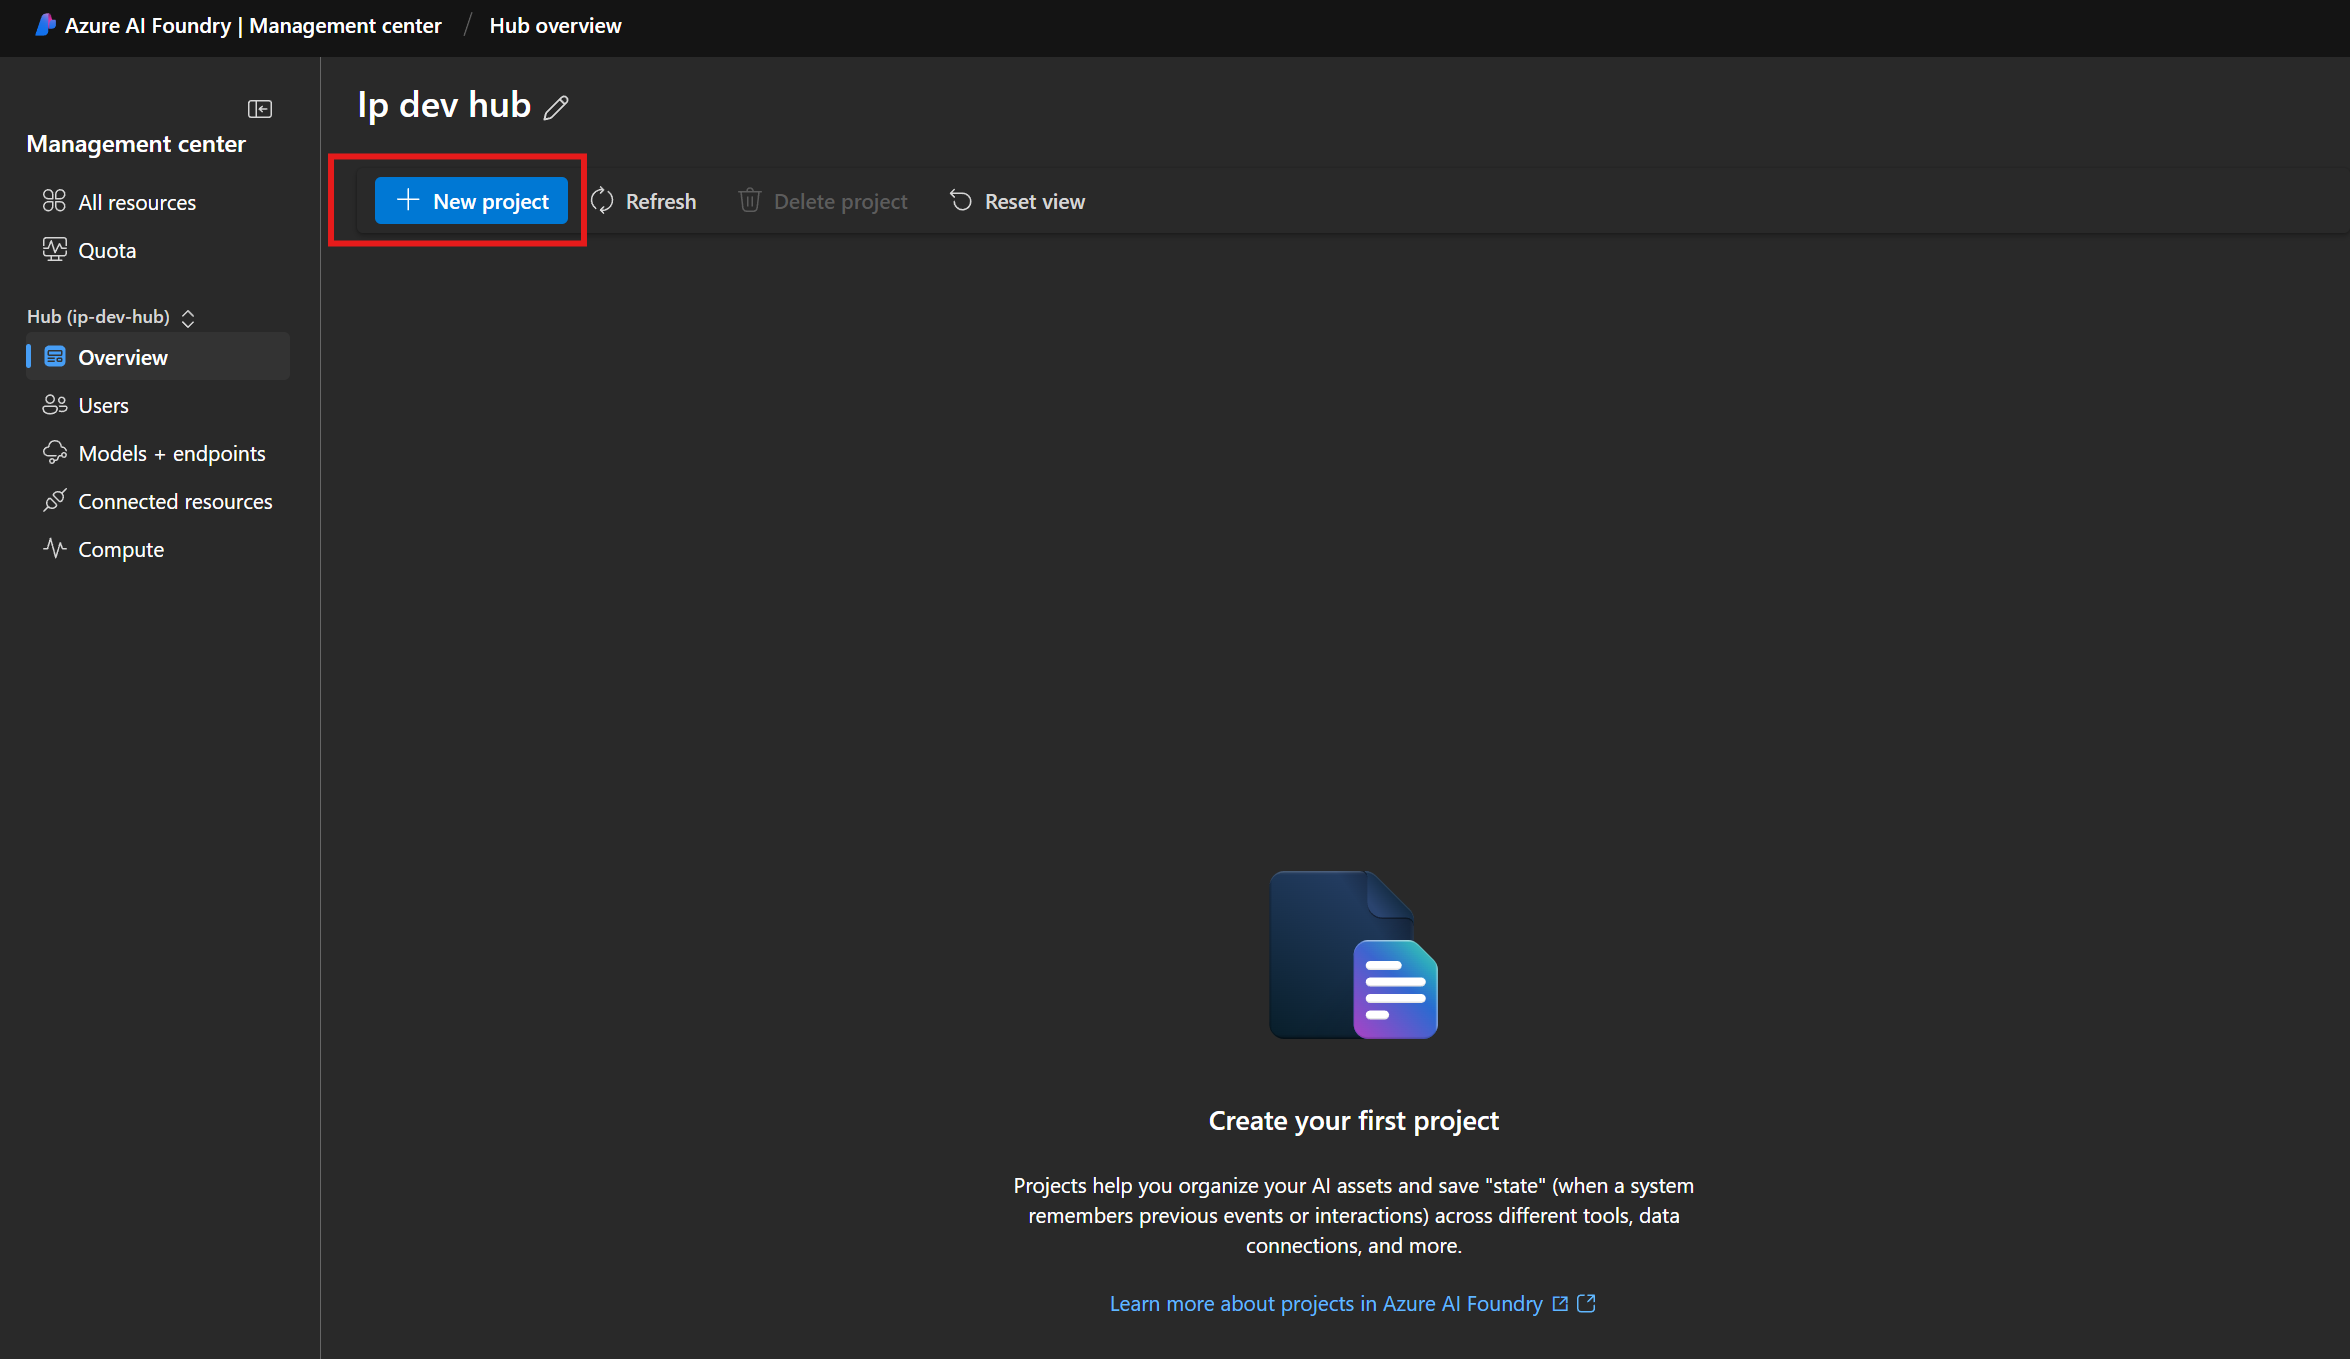 Azure AI Foundry | Management center / Hub overview
Management center
All resources
Quota
Hub (ip-dev-hub)
Overview
Users
Models + endpoints
Connected resources
Compute
Ip dev hub
New project
Refresh
Delete project
Reset view
Create your first project
Projects help you organize your AI assets and save "state" (when a system
remembers previous events or interactions) across different tools, data
connections, and more.
Learn more about projects in Azure AI Foundry